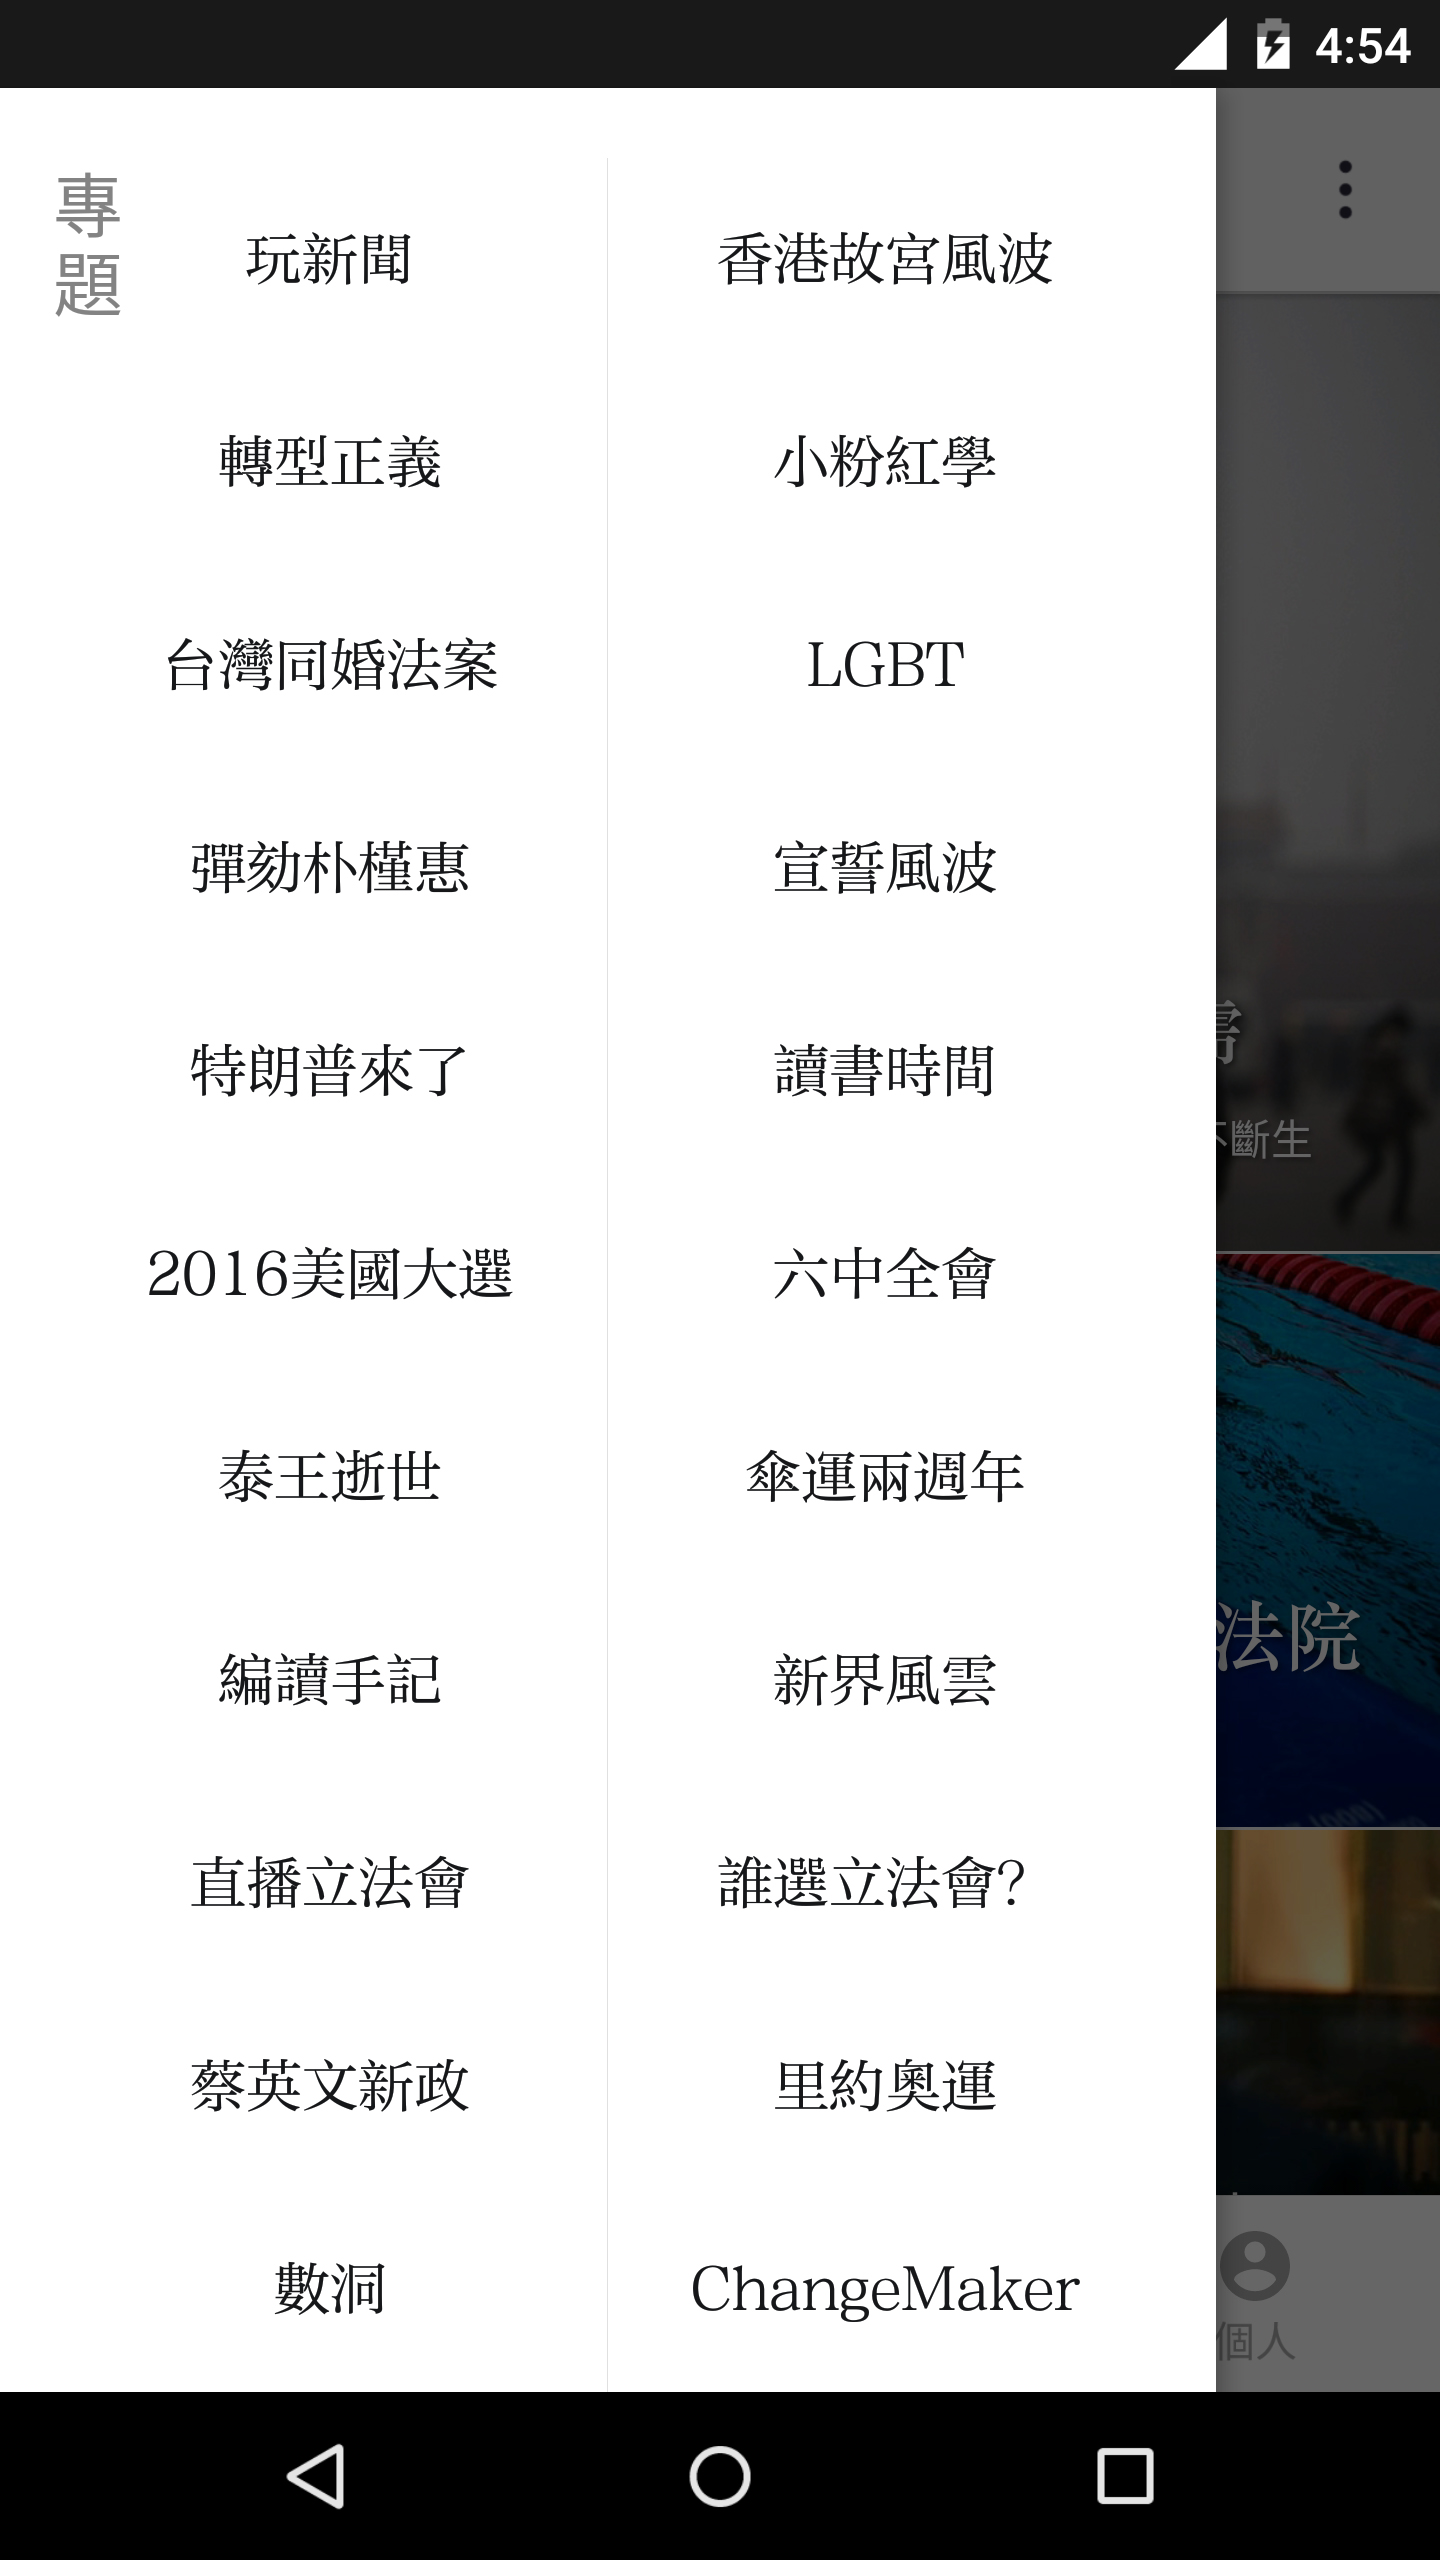 4:54
專題
玩新聞
香港故宮風波
轉型正義
小粉紅學
台灣同婚法案
LGBT
彈劾朴槿惠
宣誓風波
特朗普來了
讀書時間
不斷生
2016美國大選
六中全會
泰王逝世
傘運兩週年
法院
編讀手記
新界風雲
直播立法會
誰選立法會?
蔡英文新政
里約奧運
數洞
ChangeMaker
個人